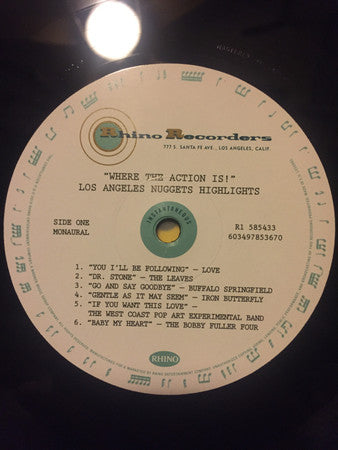 Rhino Recorders
777 S. SANTA FE AVE., LOS ANGELES, CALIF.
"WHERE THE ACTION IS!"
LOS ANGELES NUGGETS HIGHLIGHTS
SIDE ONE
MONAURAL
INSTANTANEOUS
R1 585433
603497853670
1. "YOU I'LL BE FOLLOWING" — LOVE
2. "DR. STONE" — THE LEAVES
3. "GO AND SAY GOODBYE" — BUFFALO SPRINGFIELD
4. "GENTLE AS IT MAY SEEM" — IRON BUTTERFLY
5. "IF YOU WANT THIS LOVE" —
THE WEST COAST POP ART EXPERIMENTAL BAND
6. "BABY MY HEART" — THE BOBBY FULLER FOUR
RHINO